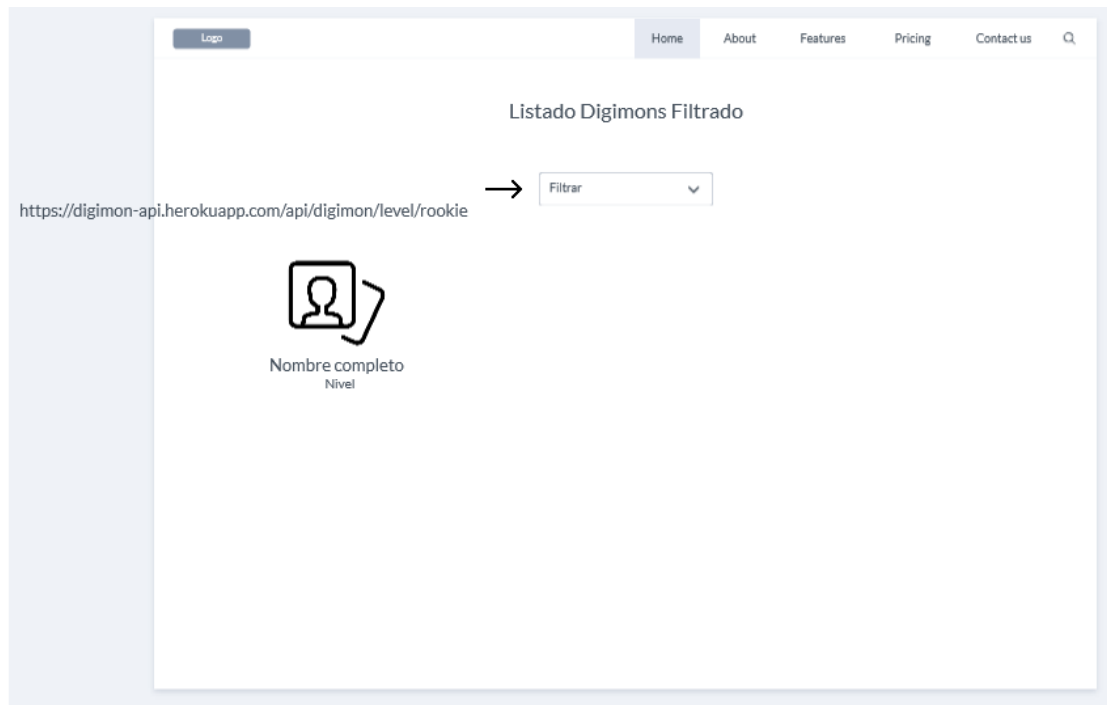 Logo
Home About Features Pricing Contact us
Listado Digimons Filtrado
Filtrar
https://digimon-api.herokuapp.com/api/digimon/level/rookie
Nombre completo
Nivel